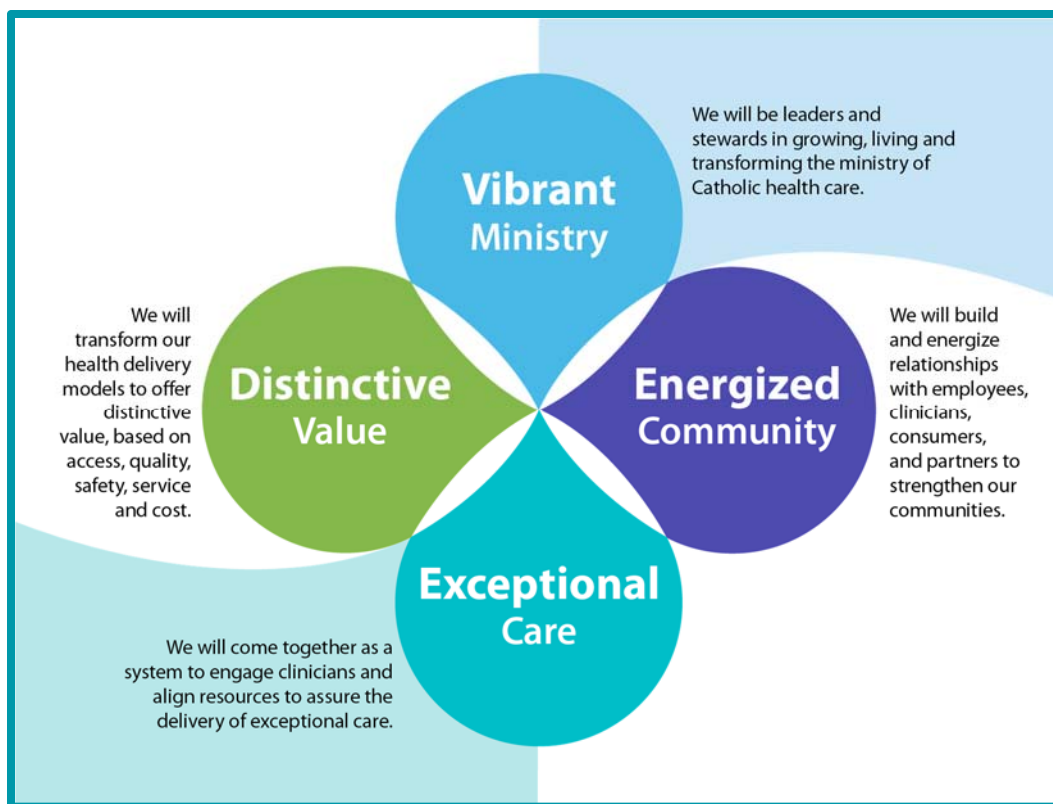 Vibrant
Ministry
We will be leaders and
stewards in growing, living and
transforming the ministry of
Catholic health care.
We will
transform our
health delivery
models to offer
distinctive
value, based on
access, quality,
safety, service
and cost.
Distinctive
Value
Energized
Community
We will build
and energize
relationships
with employees,
clinicians,
consumers,
and partners to
strengthen our
communities.
Exceptional
Care
We will come together as a
system to engage clinicians and
align resources to assure the
delivery of exceptional care.